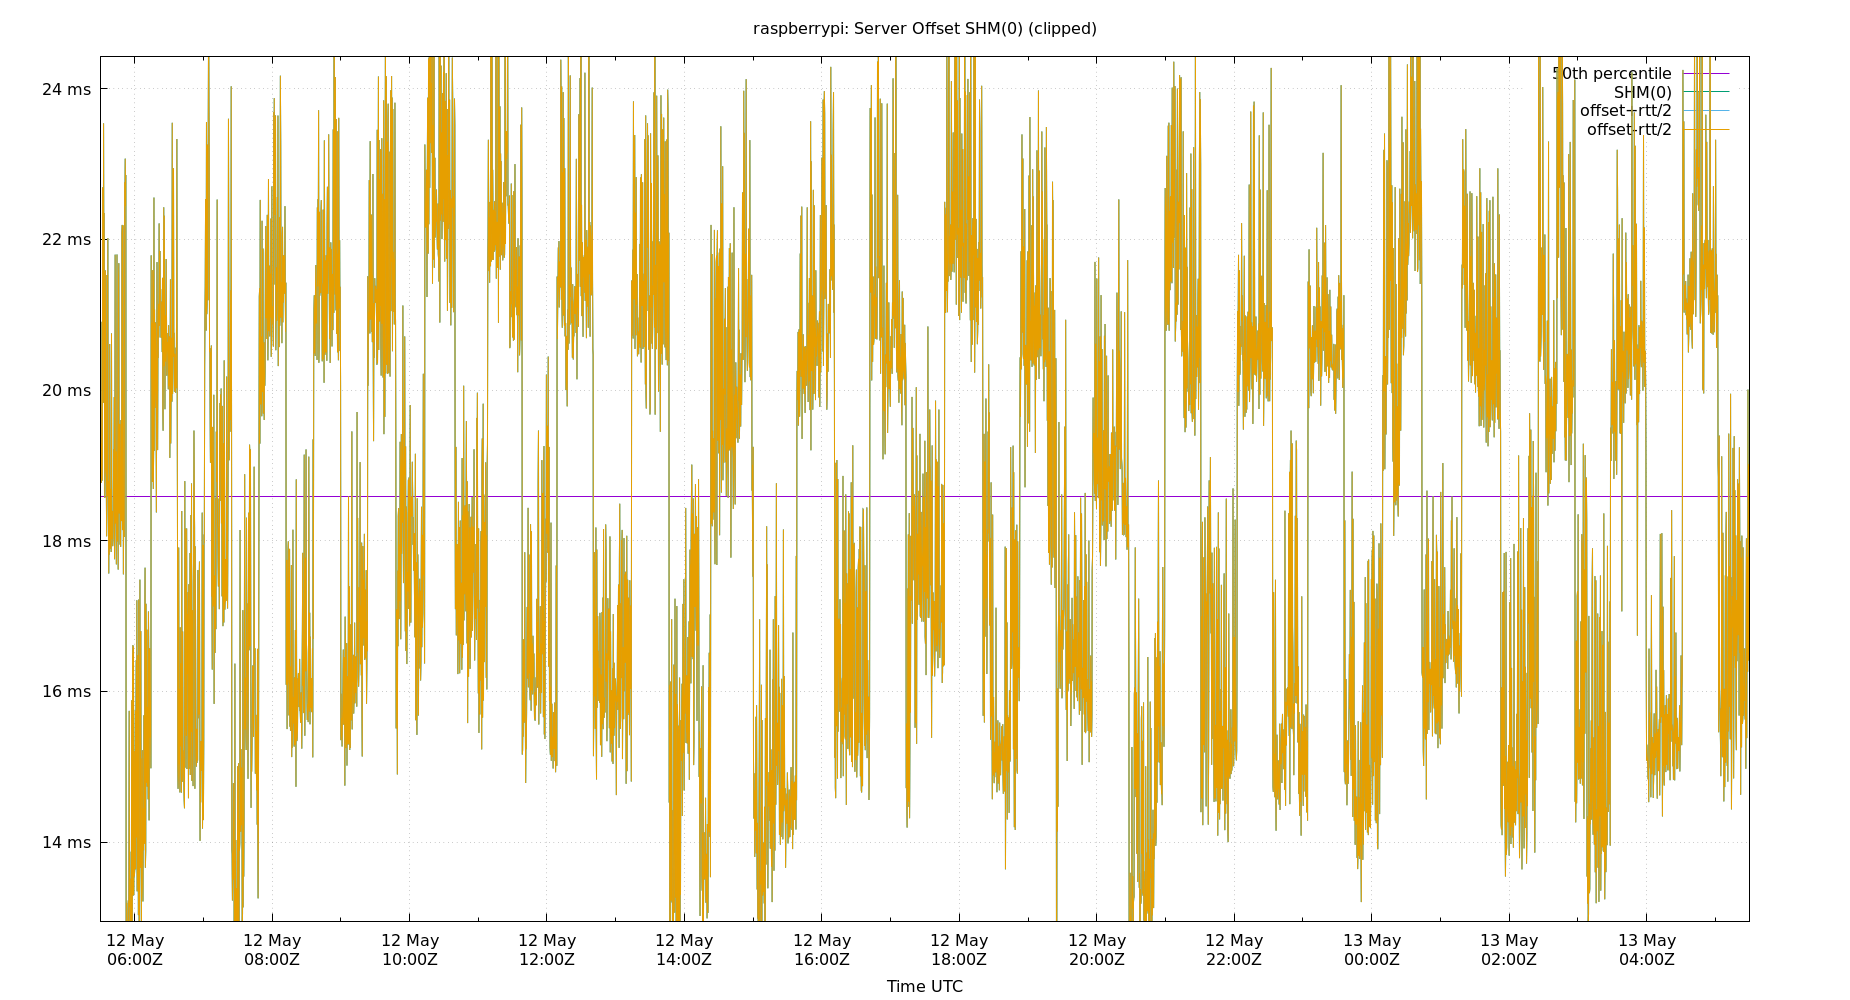 raspberrypi: Server Offset SHM(0) (clipped)
50th percentile
SHM(0)
offset+rtt/2
offset-rtt/2
24 ms
22 ms
20 ms
18 ms
16 ms
14 ms
12 May 12 May 12 May 12 May 12 May 12 May 12 May 12 May 12 May 13 May 13 May 13 May
06:00Z 08:00Z 10:00Z 12:00Z 14:00Z 16:00Z 18:00Z 20:00Z 22:00Z 00:00Z 02:00Z 04:00Z
Time UTC